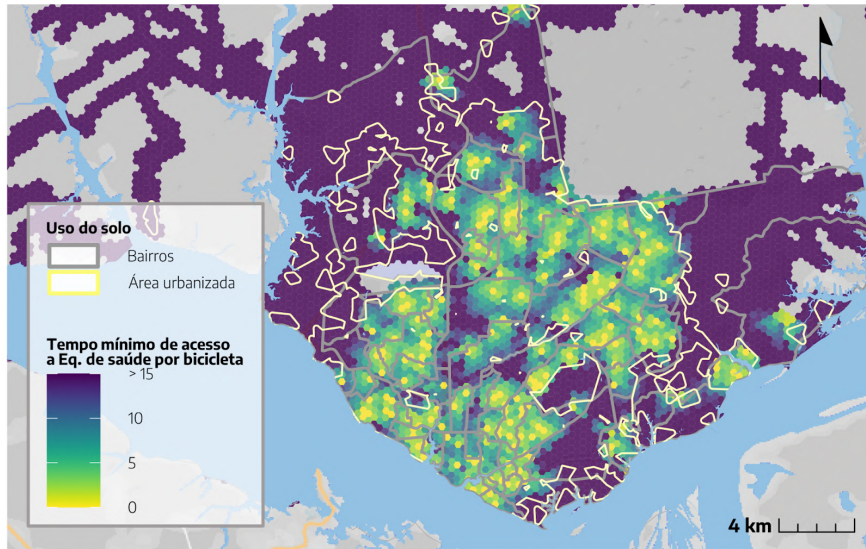 Uso do solo
Bairros
Área urbanizada
Tempo mínimo de acesso
a Eq. de saúde por bicicleta
> 15
10
5
0
4 km